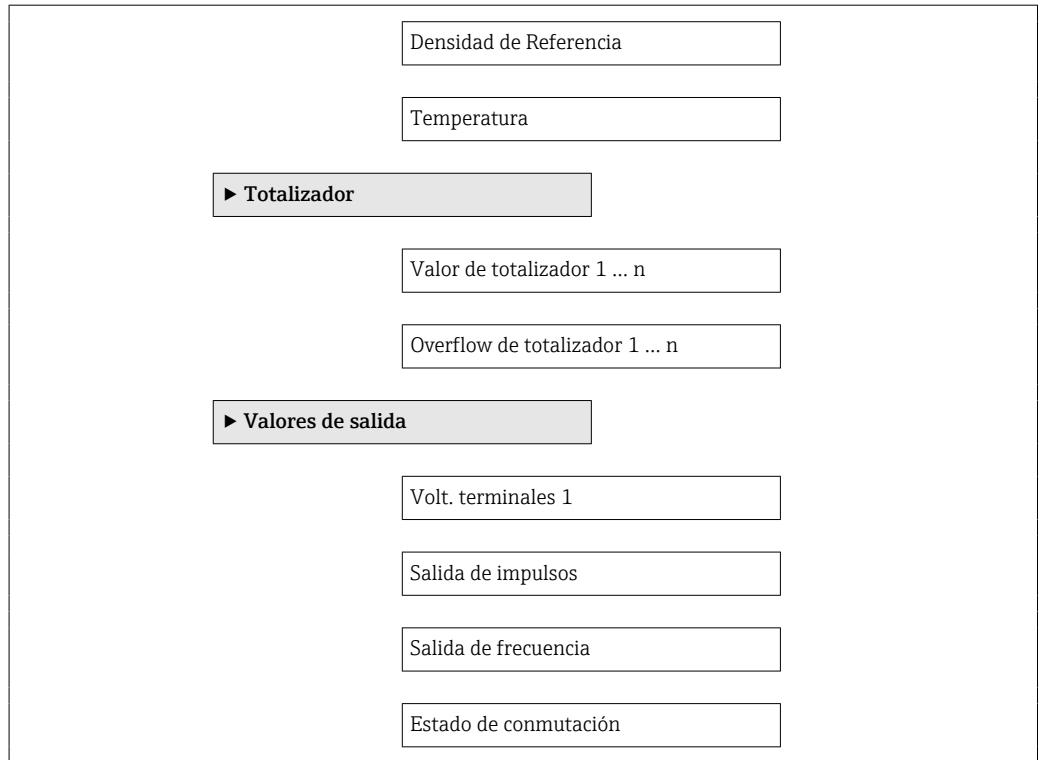 Densidad de Referencia
Temperatura
▶ Totalizador
Valor de totalizador 1 … n
Overflow de totalizador 1 … n
▶ Valores de salida
Volt. terminales 1
Salida de impulsos
Salida de frecuencia
Estado de conmutación